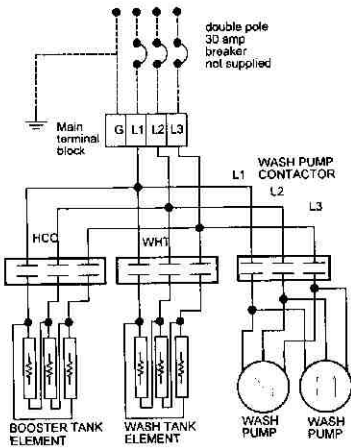 double pole
30 amp
breaker
not supplied
Main
terminal
block
G L1 L2 L3
WASH PUMP
CONTACTOR
L1
L2
L3
HCC
WHT
BOOSTER TANK
ELEMENT
WASH TANK
ELEMENT
WASH
PUMP
WASH
PUMP